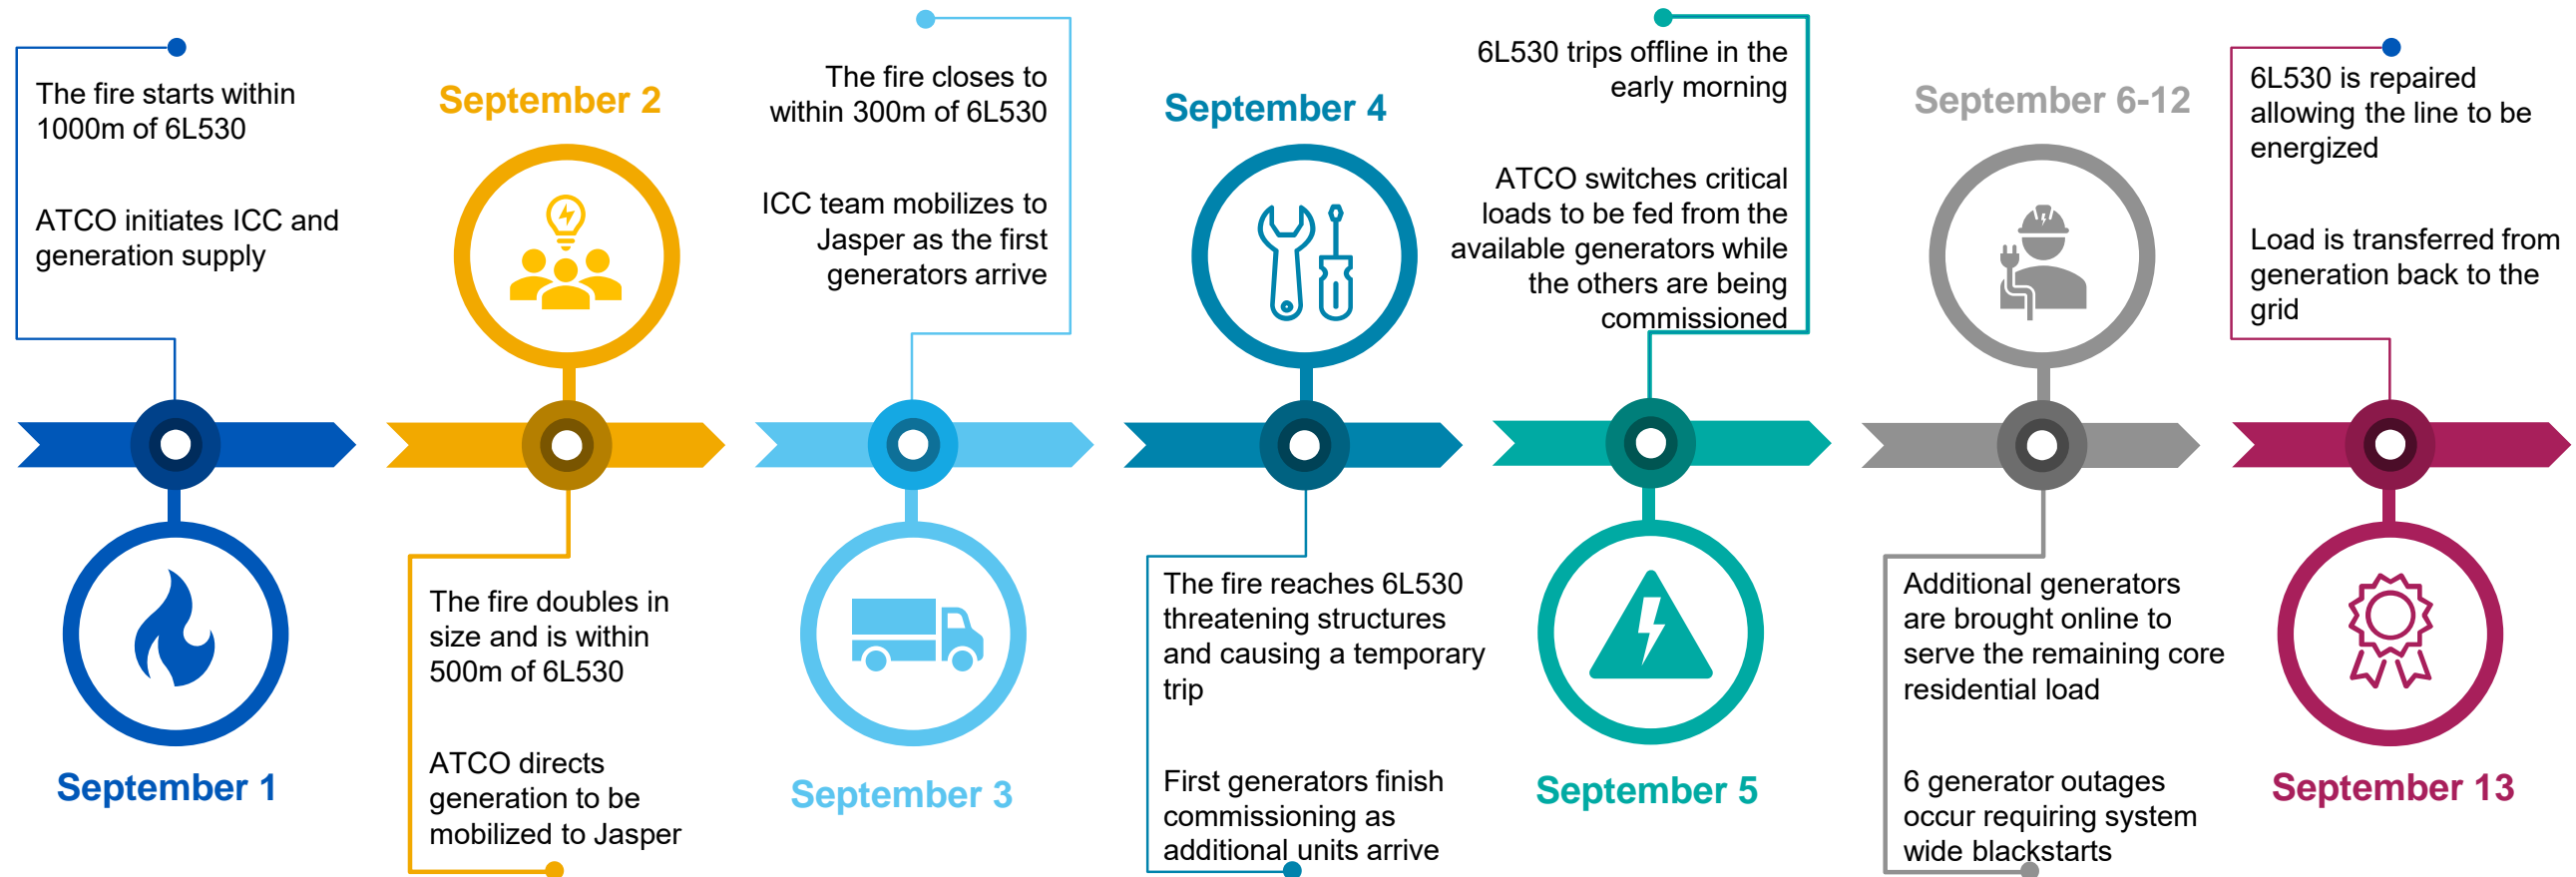 The fire starts within
1000m of 6L530
ATCO initiates ICC and
generation supply
September 1
September 2
The fire doubles in
size and is within
500m of 6L530
ATCO directs
generation to be
mobilized to Jasper
The fire closes to
within 300m of 6L530
ICC team mobilizes to
Jasper as the first
generators arrive
September 3
September 4
The fire reaches 6L530
threatening structures
and causing a temporary
trip
First generators finish
commissioning as
additional units arrive
6L530 trips offline in the
early morning
ATCO switches critical
loads to be fed from the
available generators while
the others are being
commissioned
September 5
September 6-12
Additional generators
are brought online to
serve the remaining core
residential load
6 generator outages
occur requiring system
wide blackstarts
6L530 is repaired
allowing the line to be
energized
Load is transferred from
generation back to the
grid
September 13